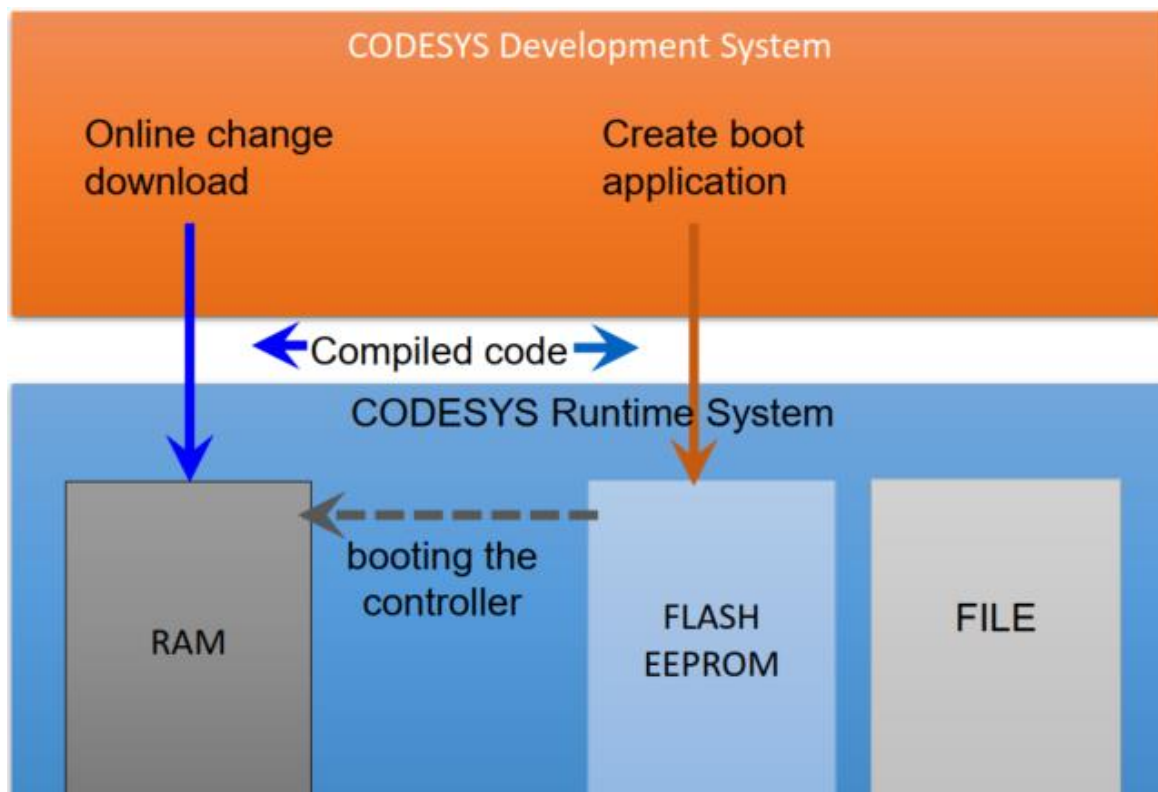 CODESYS Development System
Online change
download
Create boot
application
Compiled code
CODESYS Runtime System
booting the
controller
RAM
FLASH
EEPROM
FILE